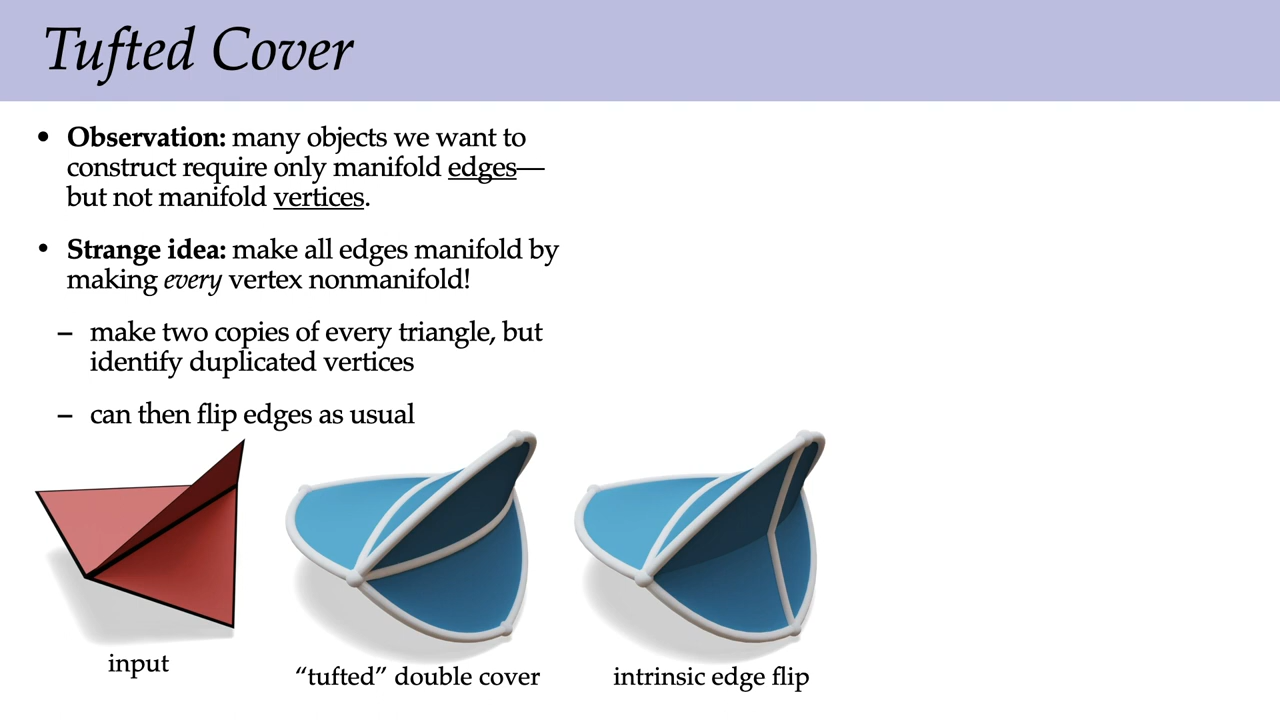 Tufted Cover
• Observation: many objects we want to
construct require only manifold edges—
but not manifold vertices.
• Strange idea: make all edges manifold by
making every vertex nonmanifold!
– make two copies of every triangle, but
identify duplicated vertices
– can then flip edges as usual
input
“tufted” double cover
intrinsic edge flip